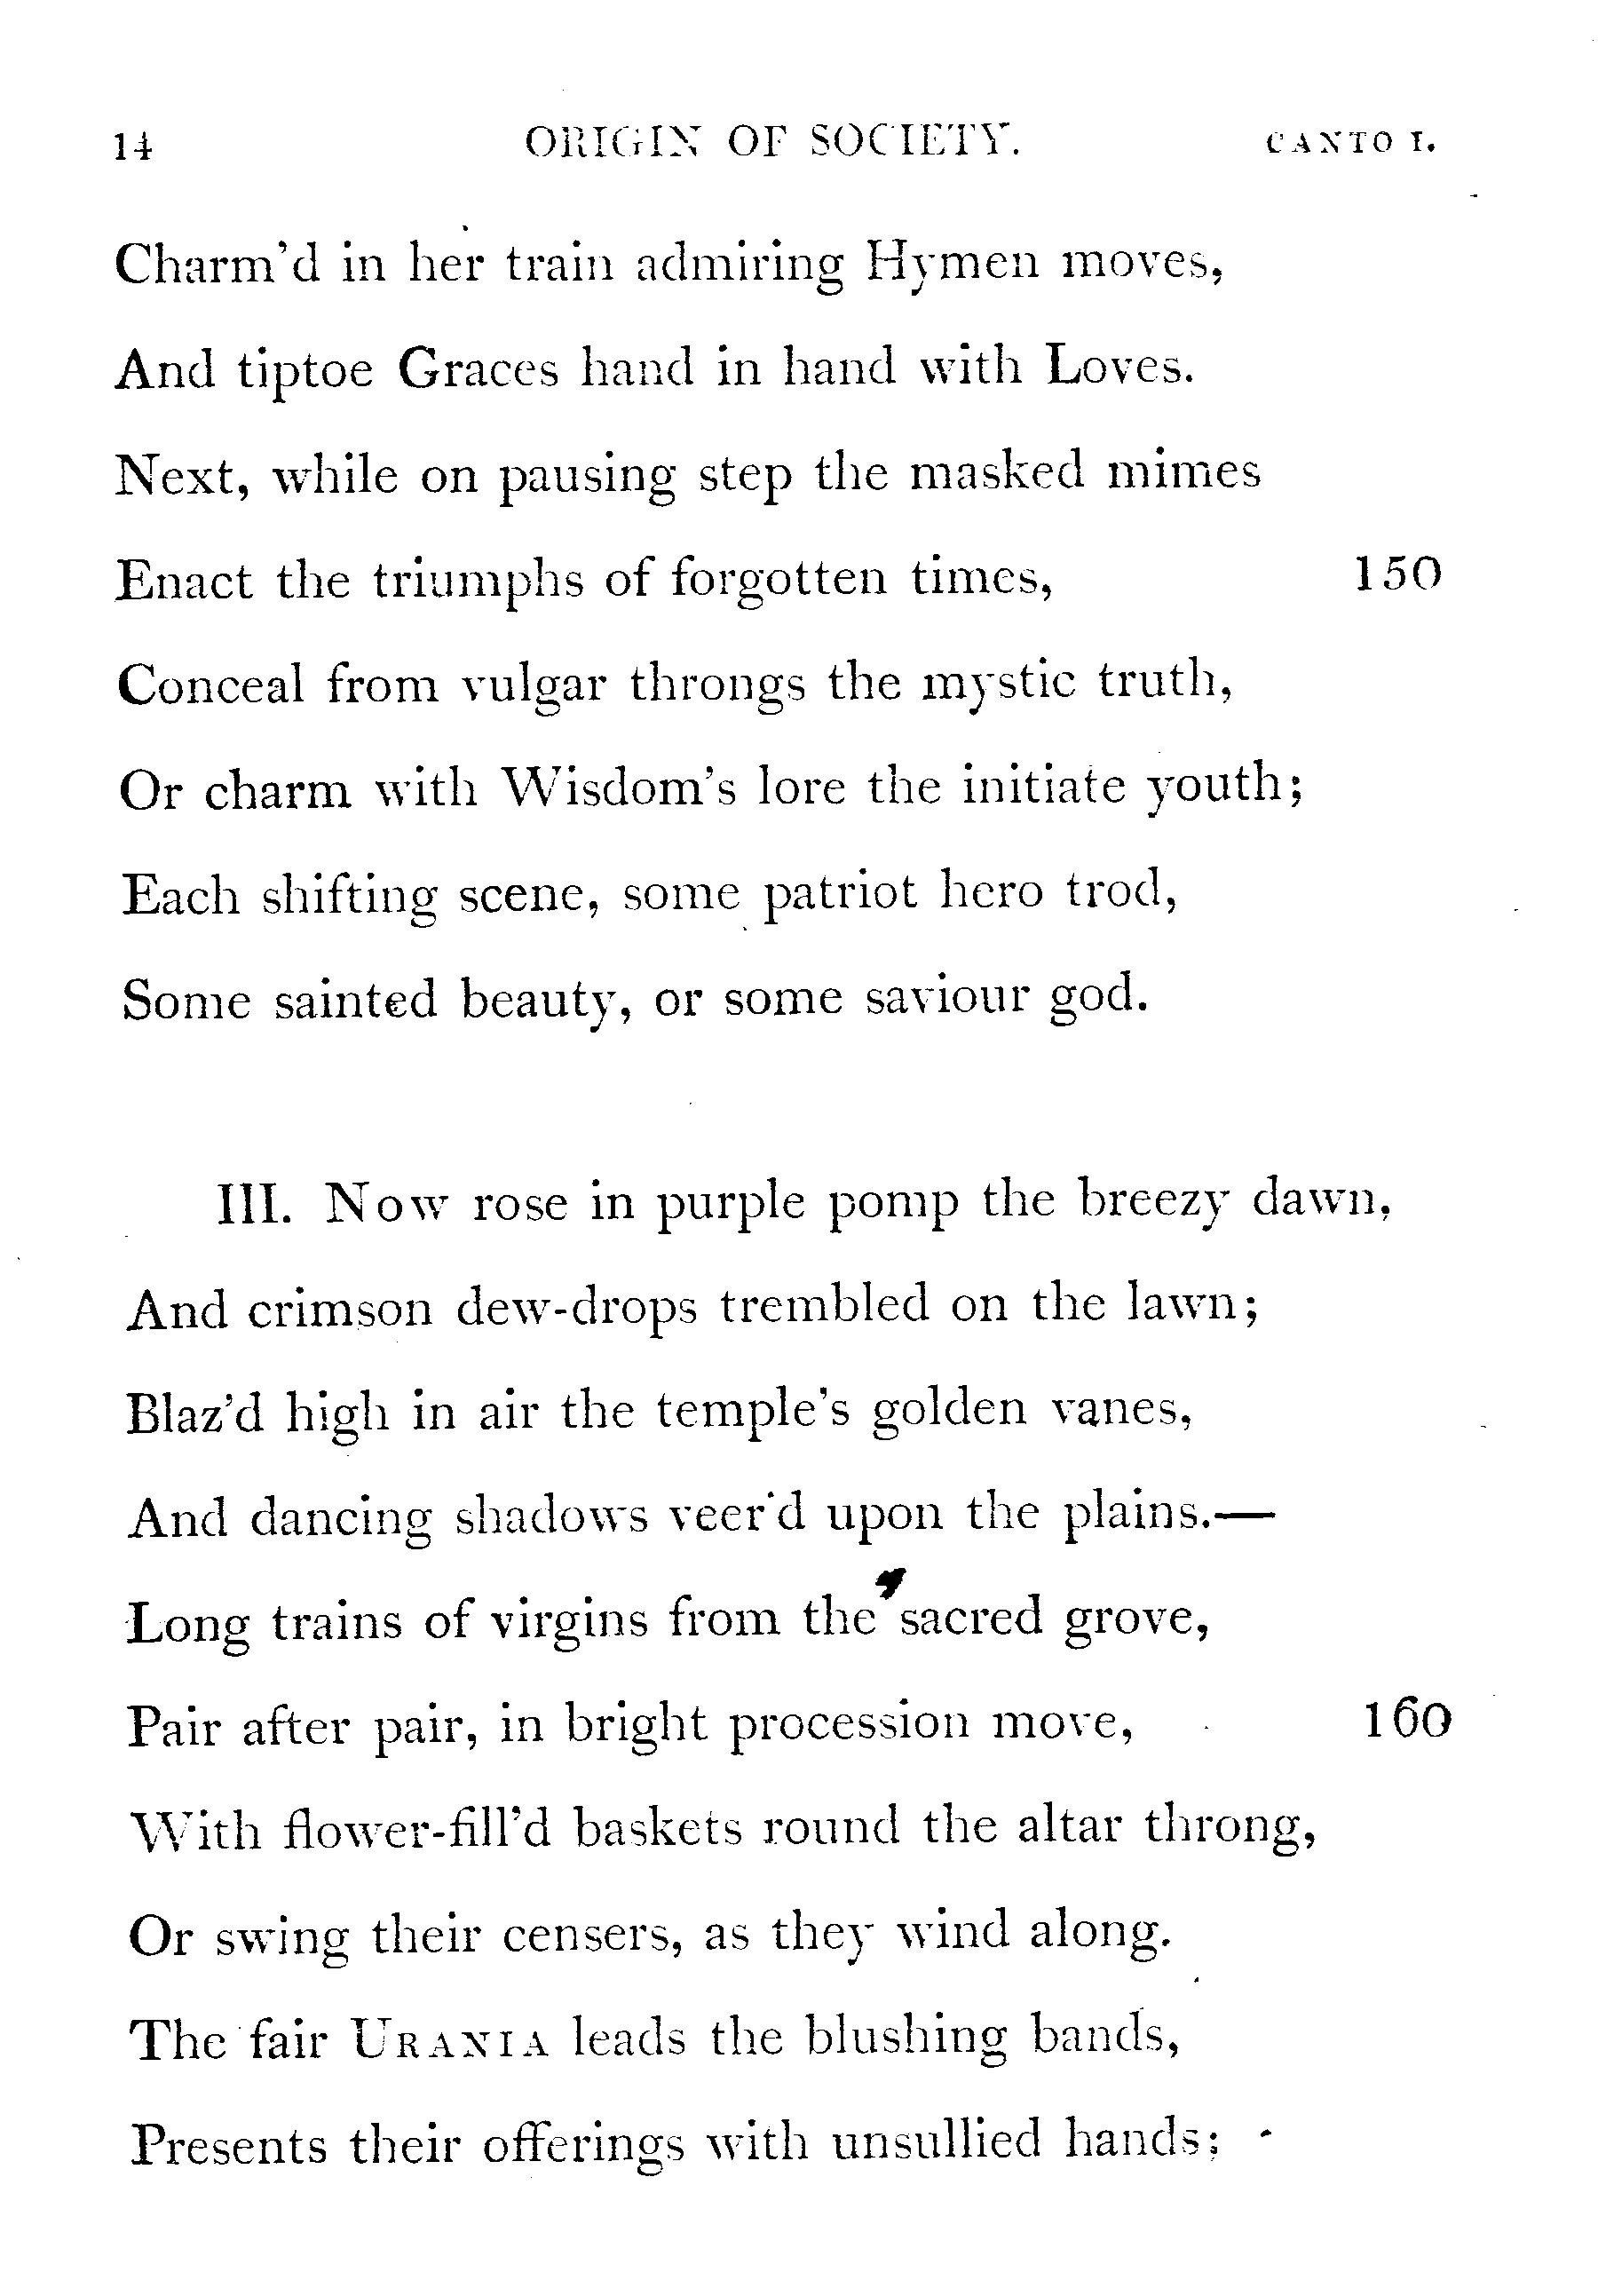 14 ORIGIN OF SOCIETY. CANTO I.
Charm'd in her train admiring Hymen moves,
And tiptoe Graces hand in hand with Loves.
Next, while on pausing step the masked mimes
Enact the triumphs of forgotten times, 150
Conceal from vulgar throngs the mystic truth,
Or charm with Wisdom's lore the initiate youth;
Each shifting scene, some patriot hero trod,
Some sainted beauty, or some saviour god.
III. Now rose in purple pomp the breezy dawn,
And crimson dew-drops trembled on the lawn;
Blaz'd high in air the temple's golden vanes,
And dancing shadows veer'd upon the plains.—
Long trains of virgins from the sacred grove,
Pair after pair, in bright procession move, 160
With flower-fill'd baskets round the altar throng,
Or swing their censers, as they wind along.
The fair URANIA leads the blushing bands,
Presents their offerings with unsullied hands;